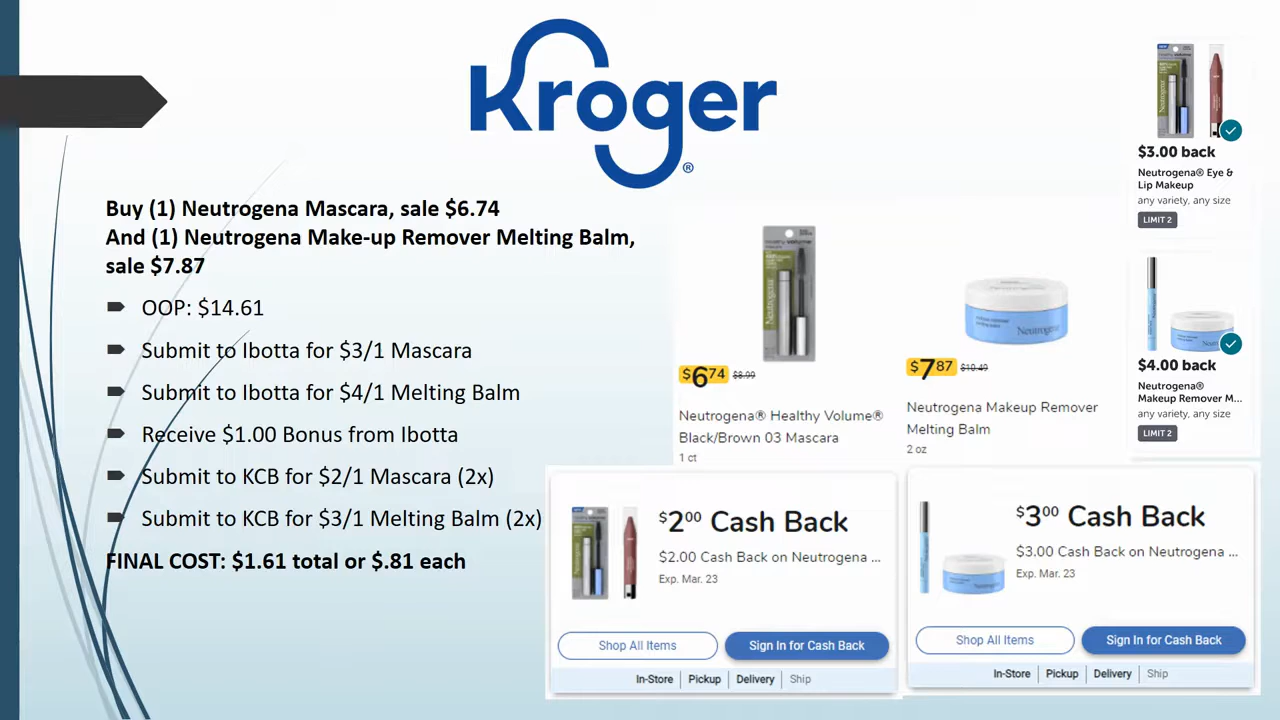 Kroger®
Buy (1) Neutrogena Mascara, sale $6.74
And (1) Neutrogena Make-up Remover Melting Balm,
sale $7.87
OOP: $14.61
Submit to Ibotta for $3/1 Mascara
Submit to Ibotta for $4/1 Melting Balm
Receive $1.00 Bonus from Ibotta
Submit to KCB for $2/1 Mascara (2x)
Submit to KCB for $3/1 Melting Balm (2x)
FINAL COST: $1.61 total or $.81 each
Neutrogena
$6.74 $8.99
Neutrogena® Healthy Volume®
Black/Brown 03 Mascara
1 ct
Neutrogena
$7.87 $10.49
Neutrogena Makeup Remover
Melting Balm
2 oz
$3.00 back
Neutrogena® Eye &
Lip Makeup
any variety, any size
LIMIT 2
$4.00 back
Neutrogena®
Makeup Remover M...
any variety, any size
LIMIT 2
$2.00 Cash Back
$2.00 Cash Back on Neutrogena ...
Exp. Mar. 23
Shop All Items
Sign In for Cash Back
In-Store | Pickup | Delivery | Ship
$3.00 Cash Back
$3.00 Cash Back on Neutrogena ...
Exp. Mar. 23
Shop All Items
Sign In for Cash Back
In-Store | Pickup | Delivery | Ship